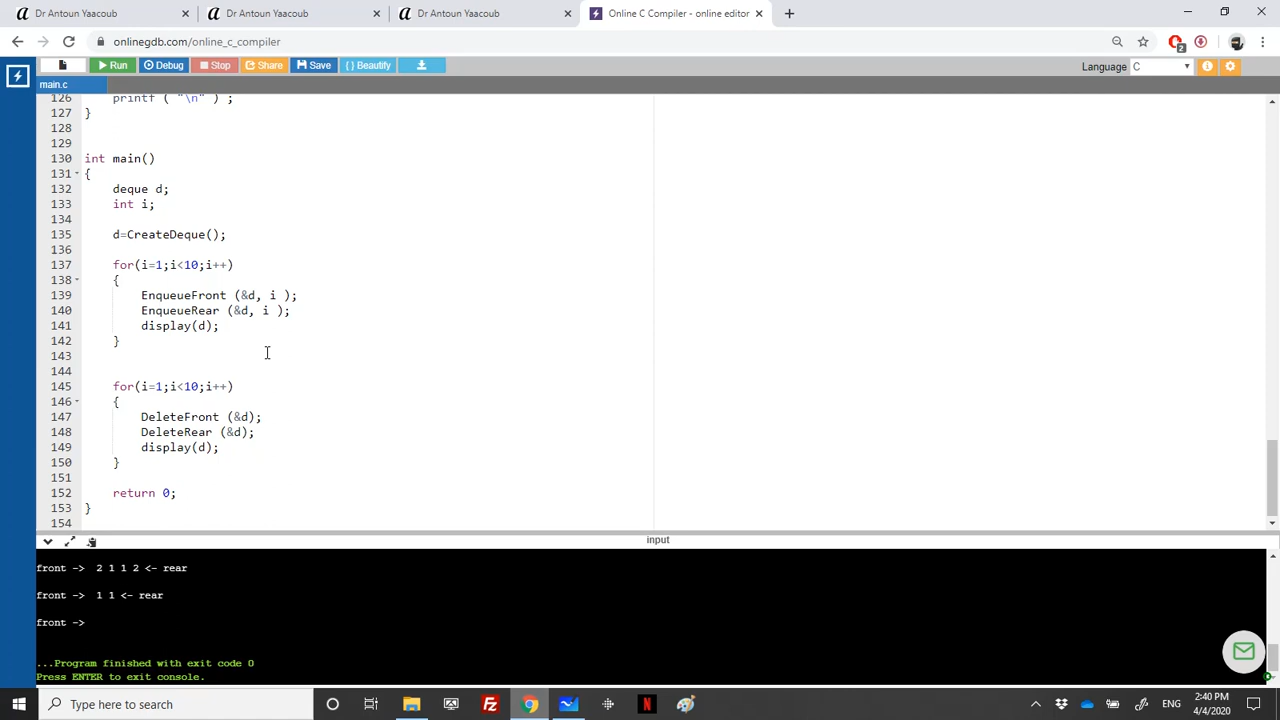 Dr Antoun Yaacoub
Dr Antoun Yaacoub
Dr Antoun Yaacoub
Online C Compiler - online editor
onlinegdb.com/online_c_compiler
2
Run
Debug
Stop
Share
Save
{ } Beautify
Language C
main.c
126 printf ( "\n" ) ;
127 }
128
129
130 int main()
131 {
132 deque d;
133 int i;
134
135 d=CreateDeque();
136
137 for(i=1;i<10;i++)
138 {
139 EnqueueFront (&d, i );
140 EnqueueRear (&d, i );
141 display(d);
142 }
143
144
145 for(i=1;i<10;i++)
146 {
147 DeleteFront (&d);
148 DeleteRear (&d);
149 display(d);
150 }
151
152 return 0;
153 }
154
input
front -> 2 1 1 2 <- rear
front -> 1 1 <- rear
front ->
...Program finished with exit code 0
Press ENTER to exit console.
Type here to search
ENG
2:40 PM
4/4/2020